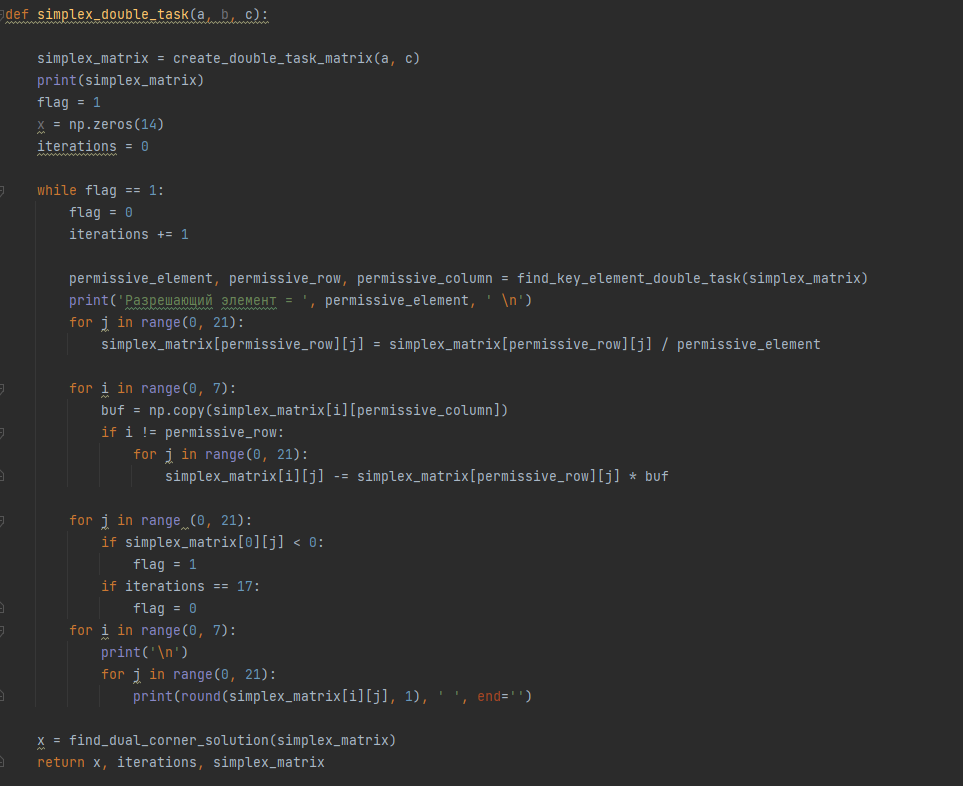 def simplex_double_task(a, b, c):
simplex_matrix = create_double_task_matrix(a, c)
print(simplex_matrix)
flag = 1
x = np.zeros(14)
iterations = 0
while flag == 1:
flag = 0
iterations += 1
permissive_element, permissive_row, permissive_column = find_key_element_double_task(simplex_matrix)
print('Разрешающий элемент = ', permissive_element, ' \n')
for j in range(0, 21):
simplex_matrix[permissive_row][j] = simplex_matrix[permissive_row][j] / permissive_element
for i in range(0, 7):
buf = np.copy(simplex_matrix[i][permissive_column])
if i != permissive_row:
for j in range(0, 21):
simplex_matrix[i][j] -= simplex_matrix[permissive_row][j] * buf
for j in range (0, 21):
if simplex_matrix[0][j] < 0:
flag = 1
if iterations == 17:
flag = 0
for i in range(0, 7):
print('\n')
for j in range(0, 21):
print(round(simplex_matrix[i][j], 1), ' ', end='')
x = find_dual_corner_solution(simplex_matrix)
return x, iterations, simplex_matrix